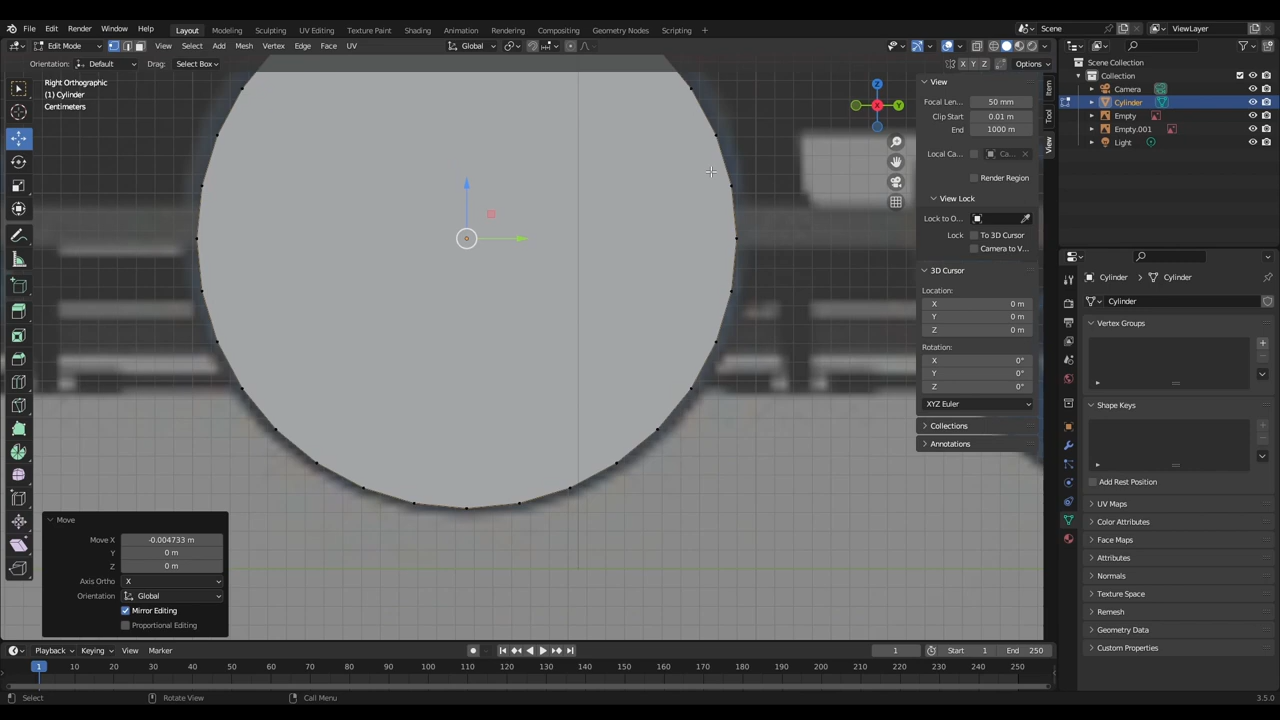 File Edit Render Window Help Layout Modeling Sculpting UV Editing Texture Paint Shading Animation Rendering Compositing Geometry Nodes Scripting + Scene ViewLayer
Edit Mode View Select Add Mesh Vertex Edge Face UV Global
Orientation: Default Drag: Select Box X Y Z Options
Right Orthographic
(1) Cylinder
Centimeters
Z
X Y
View
Focal Len... 50 mm
Clip Start 0.01 m
End 1000 m
Local Ca... Ca...
Render Region
View Lock
Lock to O...
Lock To 3D Cursor
Camera to V...
3D Cursor
Location:
X 0 m
Y 0 m
Z 0 m
Rotation:
X 0°
Y 0°
Z 0°
XYZ Euler
Collections
Annotations
Item
Tool
View
Scene Collection
Collection
Camera
Cylinder
Empty
Empty.001
Light
Cylinder Cylinder
Cylinder
Vertex Groups
Shape Keys
Add Rest Position
UV Maps
Color Attributes
Face Maps
Attributes
Normals
Texture Space
Remesh
Geometry Data
Custom Properties
Move
Move X -0.004733 m
Y 0 m
Z 0 m
Axis Ortho X
Orientation Global
Mirror Editing
Proportional Editing
Playback Keying View Marker 1 Start 1 End 250
1 10 20 30 40 50 60 70 80 90 100 110 120 130 140 150 160 170 180 190 200 210 220 230 240 250
Select Rotate View Call Menu 3.5.0